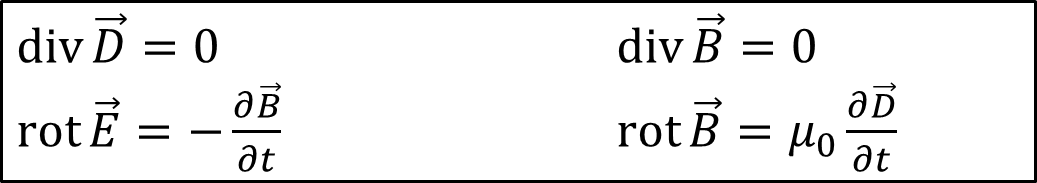 div D⃗ = 0 div B⃗ = 0
rot E⃗ = − ∂B⃗/∂t rot B⃗ = μ₀ ∂D⃗/∂t